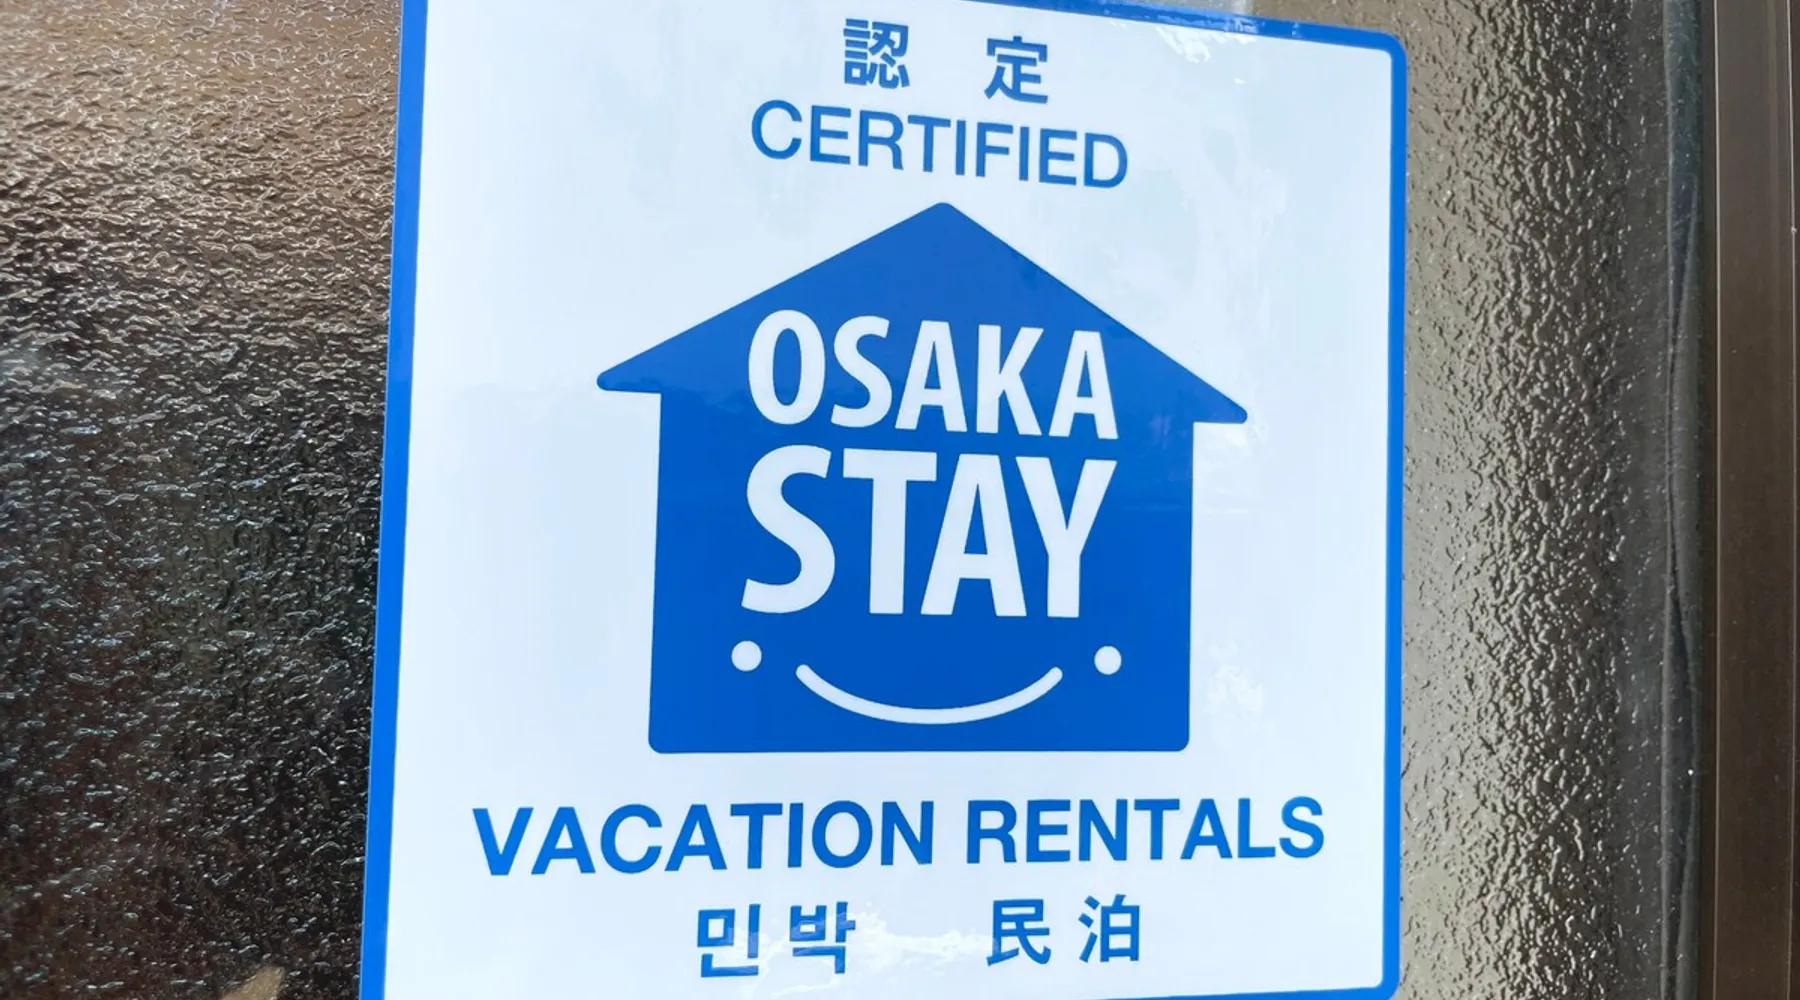 認 定
CERTIFIED
OSAKA
STAY
VACATION RENTALS
민박 民泊